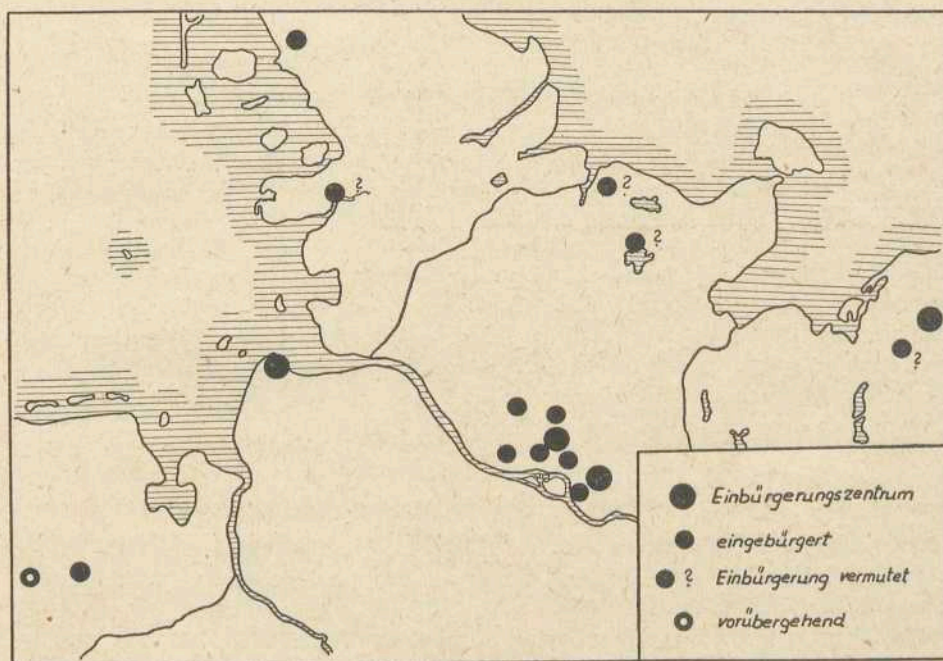 ?
?
?
?
Einbürgerungszentrum
eingebürgert
? Einbürgerung vermutet
vorübergehend